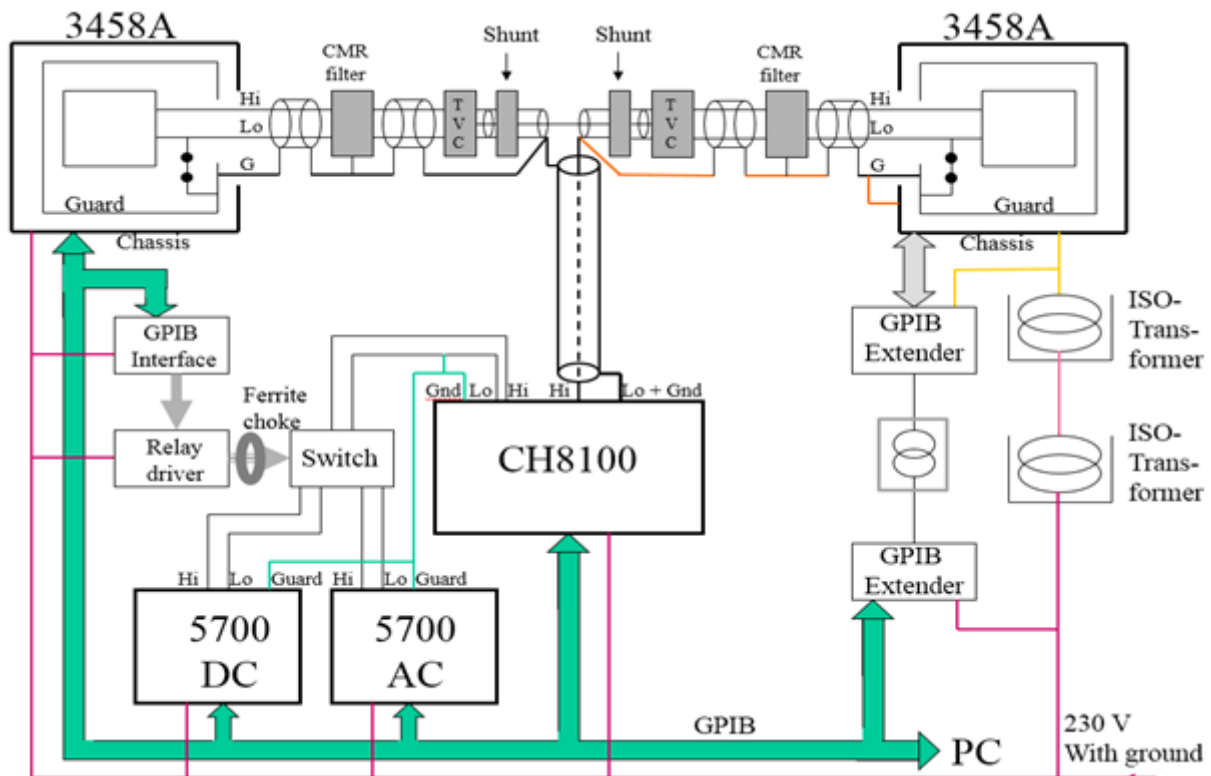 3458A
3458A
Shunt
Shunt
CMR
filter
CMR
filter
Hi
Lo
G
T
V
C
T
V
C
Hi
Lo
G
Guard
Chassis
Guard
Chassis
GPIB
Interface
Relay
driver
Ferrite
choke
Switch
Gnd Lo Hi
Hi Lo + Gnd
CH8100
GPIB
Extender
GPIB
Extender
ISO-
Trans-
former
ISO-
Trans-
former
Hi Lo Guard
Hi Lo Guard
5700
DC
5700
AC
GPIB
PC
230 V
With ground